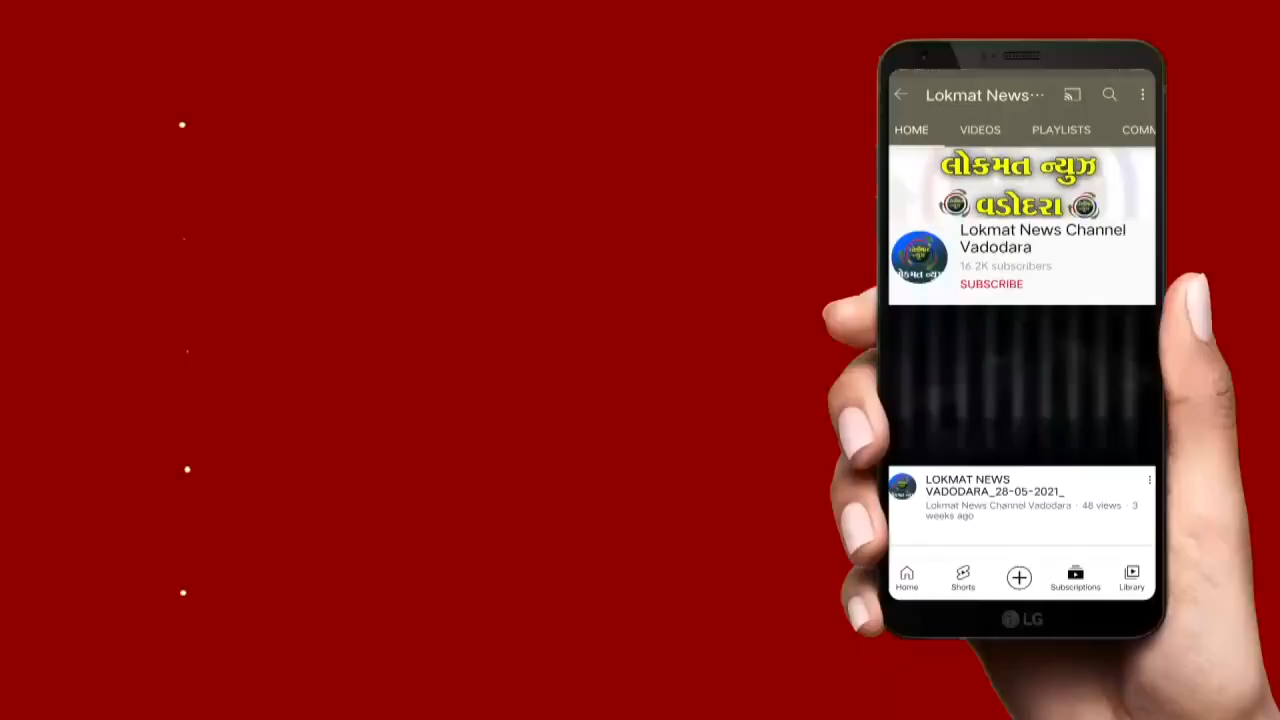 Lokmat News···
HOME VIDEOS PLAYLISTS COMM
લોકમત ન્યુઝ
વડોદરા
Lokmat News Channel
Vadodara
16.2K subscribers
SUBSCRIBE
LOKMAT NEWS
VADODARA_28-05-2021_
Lokmat News Channel Vadodara · 48 views · 3
weeks ago
Home Shorts Subscriptions Library
LG